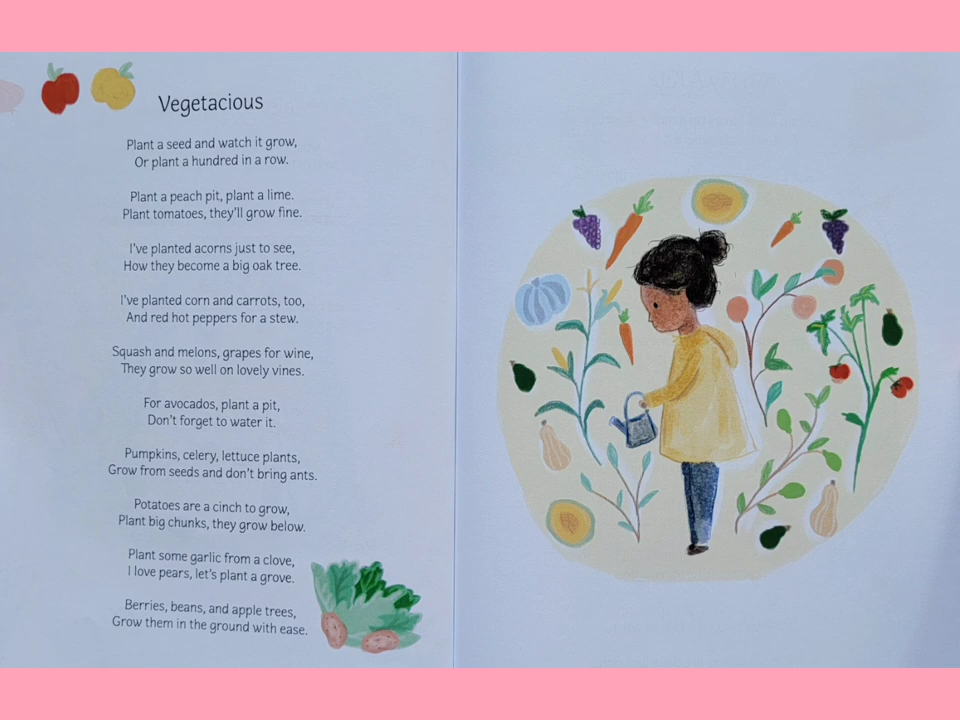 Vegetacious
Plant a seed and watch it grow,
Or plant a hundred in a row.
Plant a peach pit, plant a lime.
Plant tomatoes, they'll grow fine.
I've planted acorns just to see,
How they become a big oak tree.
I've planted corn and carrots, too,
And red hot peppers for a stew.
Squash and melons, grapes for wine,
They grow so well on lovely vines.
For avocados, plant a pit,
Don't forget to water it.
Pumpkins, celery, lettuce plants,
Grow from seeds and don't bring ants.
Potatoes are a cinch to grow,
Plant big chunks, they grow below.
Plant some garlic from a clove,
I love pears, let's plant a grove.
Berries, beans, and apple trees,
Grow them in the ground with ease.